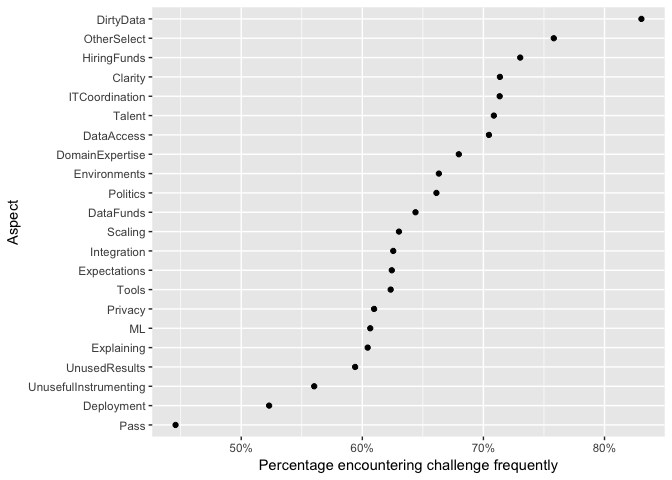 DirtyData
OtherSelect
HiringFunds
Clarity
ITCoordination
Talent
DataAccess
DomainExpertise
Environments
Politics
DataFunds
Scaling
Integration
Expectations
Tools
Privacy
ML
Explaining
UnusedResults
UnusefulInstrumenting
Deployment
Pass
Aspect
50% 60% 70% 80%
Percentage encountering challenge frequently